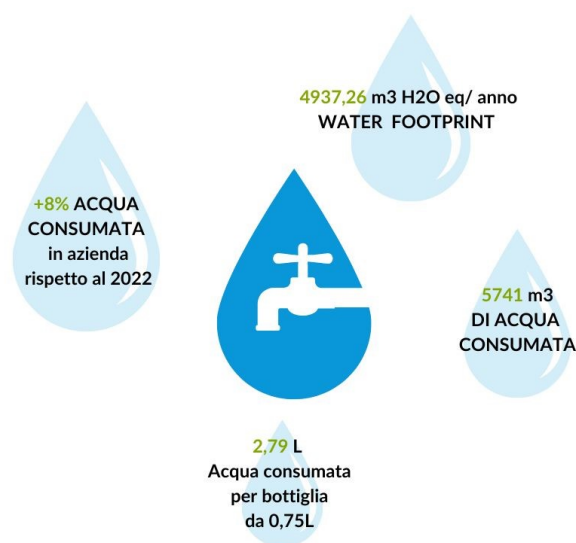 4937,26 m3 H2O eq/ anno
WATER FOOTPRINT
+8% ACQUA
CONSUMATA
in azienda
rispetto al 2022
5741 m3
DI ACQUA
CONSUMATA
2,79 L
Acqua consumata
per bottiglia
da 0,75L